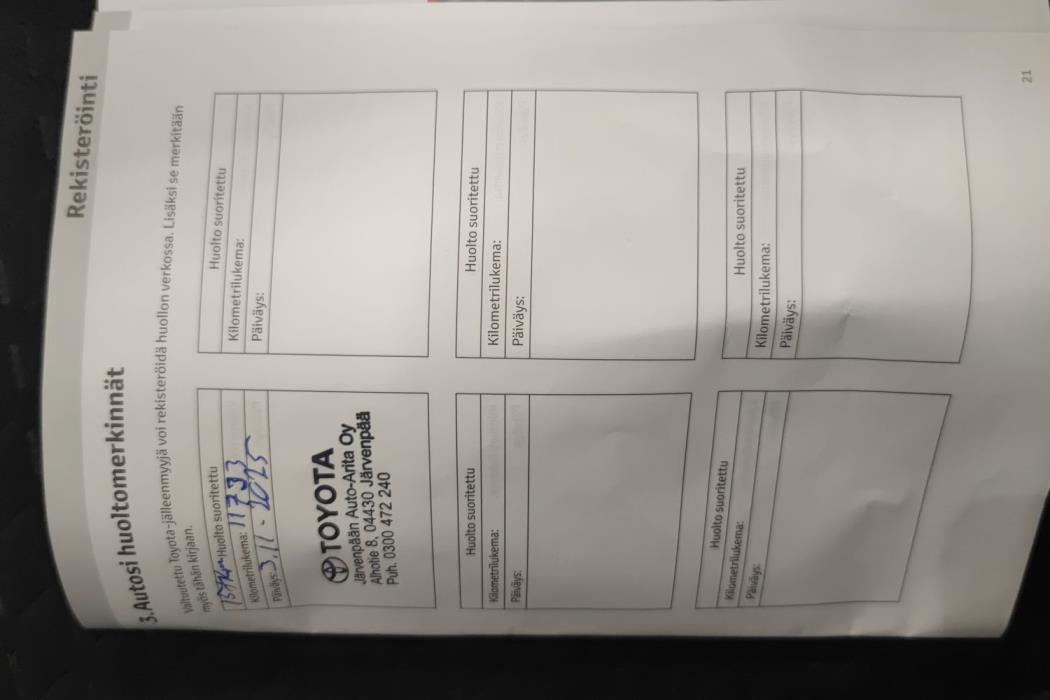 Rekisteröinti
3. Autosi huoltomerkinnät
Valtuutettu Toyota-jälleenmyyjä voi rekisteröidä huollon verkossa. Lisäksi se merkitään
myös tähän kirjaan.
15tkm Huolto suoritettu
Kilometrilukema: 11733
Päiväys: 3.11-2025
TOYOTA
Järvenpään Auto-Arita Oy
Alhotie 8, 04430 Järvenpää
Puh. 0300 472 240
Huolto suoritettu
Kilometrilukema:
Päiväys:
Huolto suoritettu
Kilometrilukema:
Päiväys:
Huolto suoritettu
Kilometrilukema:
Päiväys:
Huolto suoritettu
Kilometrilukema:
Päiväys:
Huolto suoritettu
Kilometrilukema:
Päiväys:
21